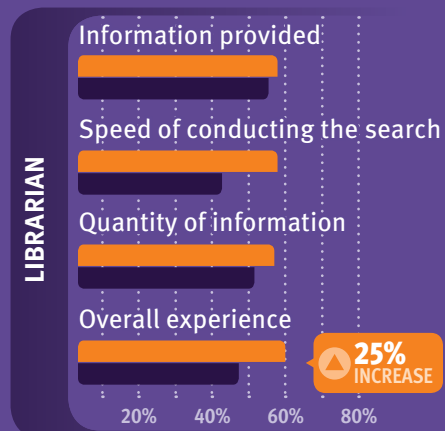 LIBRARIAN
Information provided
Speed of conducting the search
Quantity of information
Overall experience
25%
INCREASE
20% 40% 60% 80%